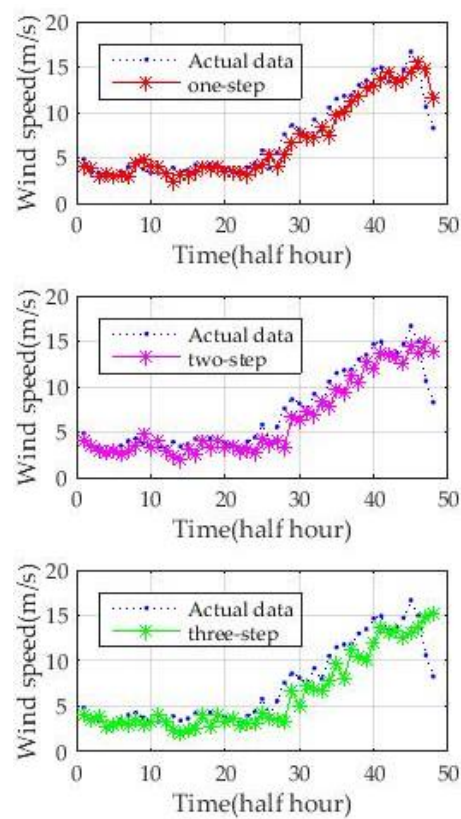 20
15
10
5
0
Wind speed(m/s)
Actual data
one-step
0 10 20 30 40 50
Time(half hour)
20
15
10
5
0
Wind speed(m/s)
Actual data
two-step
0 10 20 30 40 50
Time(half hour)
20
15
10
5
0
Wind speed(m/s)
Actual data
three-step
0 10 20 30 40 50
Time(half hour)